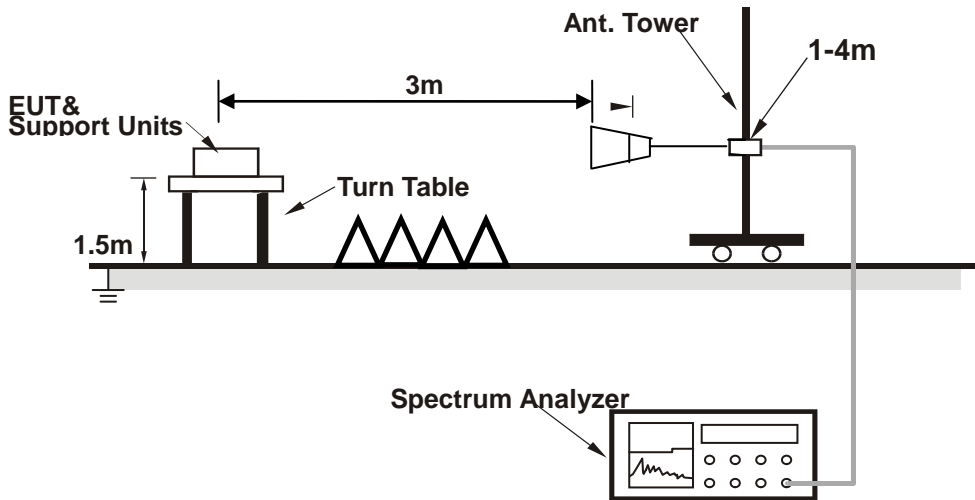 Ant. Tower
1-4m
3m
EUT&
Support Units
Turn Table
1.5m
Spectrum Analyzer